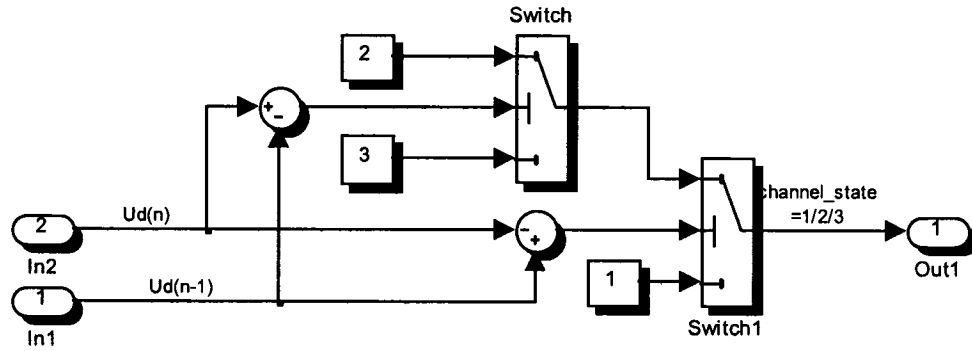 Switch
2
+
-
3
2
Ud(n)
In2
-
+
channel_state
=1/2/3
1
Out1
1
Ud(n-1)
In1
1
Switch1